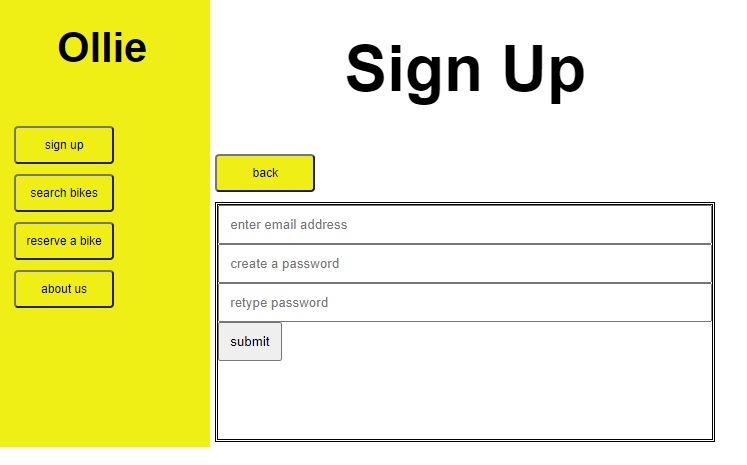 Ollie
sign up
search bikes
reserve a bike
about us
Sign Up
back
enter email address
create a password
retype password
submit